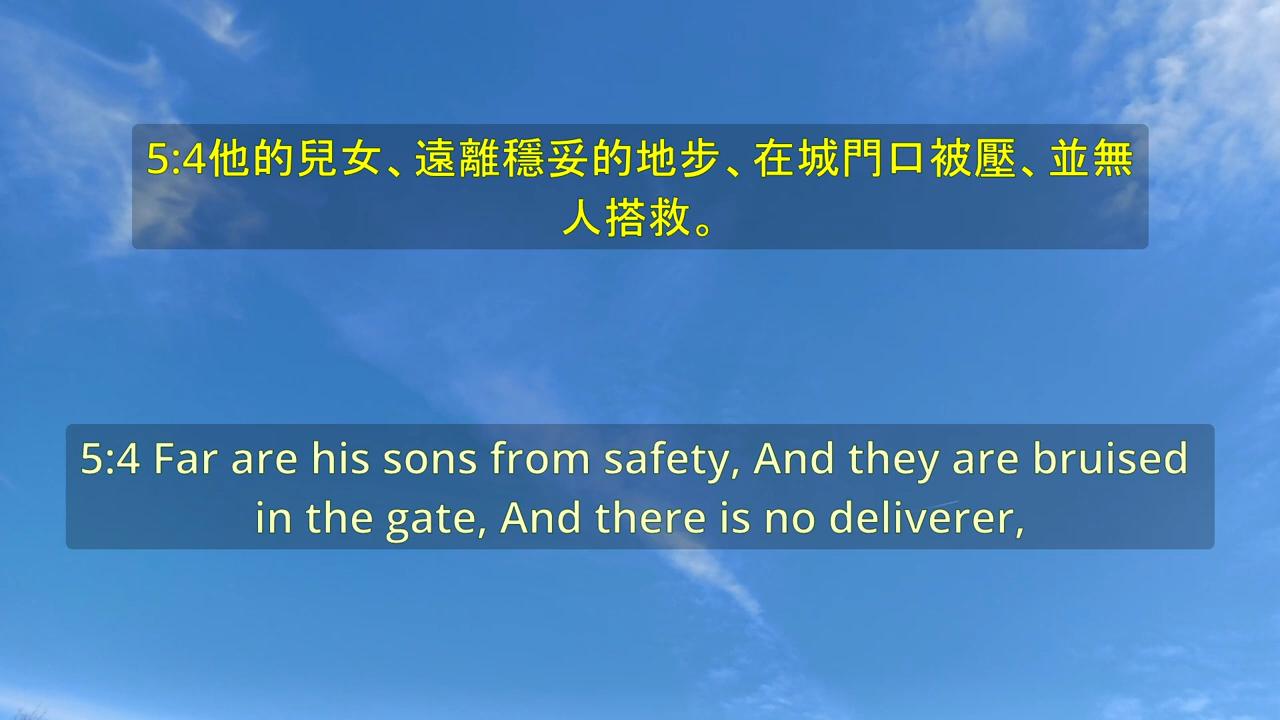 5:4他的兒女、遠離穩妥的地步、在城門口被壓、並無
人搭救。
5:4 Far are his sons from safety, And they are bruised
in the gate, And there is no deliverer,